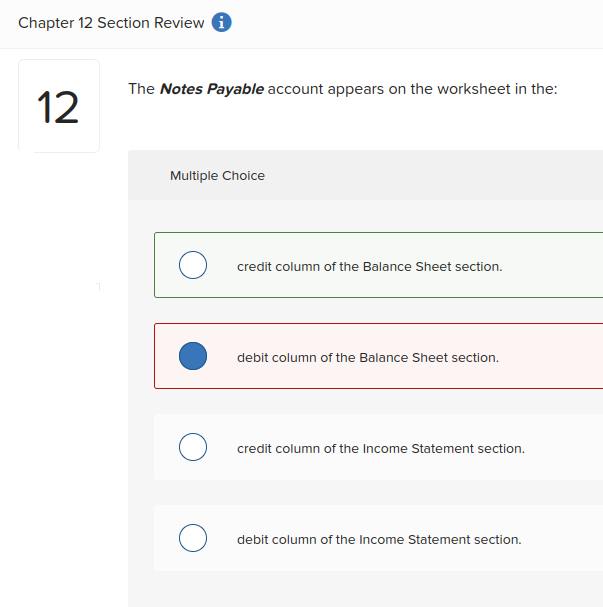 Chapter 12 Section Review i
12
The Notes Payable account appears on the worksheet in the:
Multiple Choice
credit column of the Balance Sheet section.
debit column of the Balance Sheet section.
credit column of the Income Statement section.
debit column of the Income Statement section.